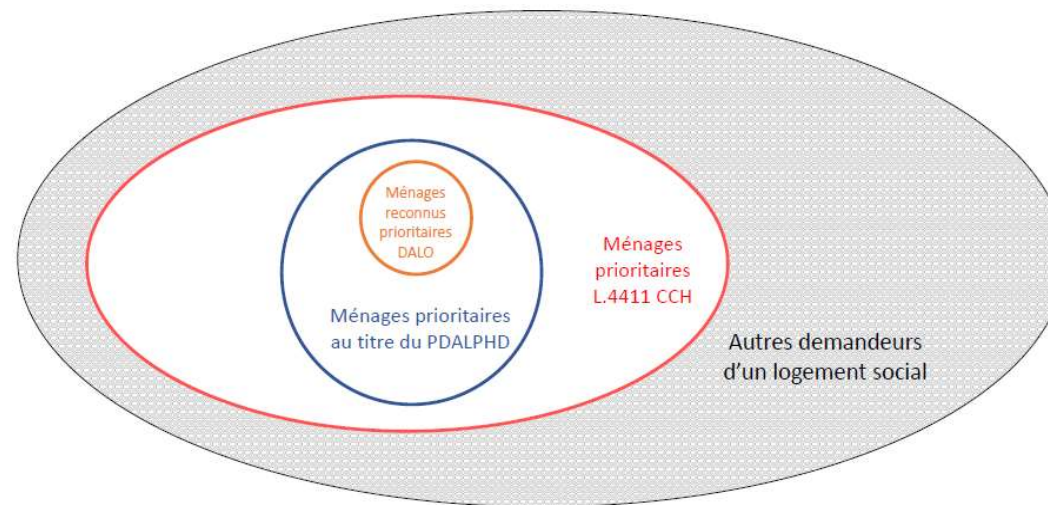 Ménages
reconnus
prioritaires
DALO
Ménages prioritaires
au titre du PDALPHD
Ménages
prioritaires
L.4411 CCH
Autres demandeurs
d'un logement social